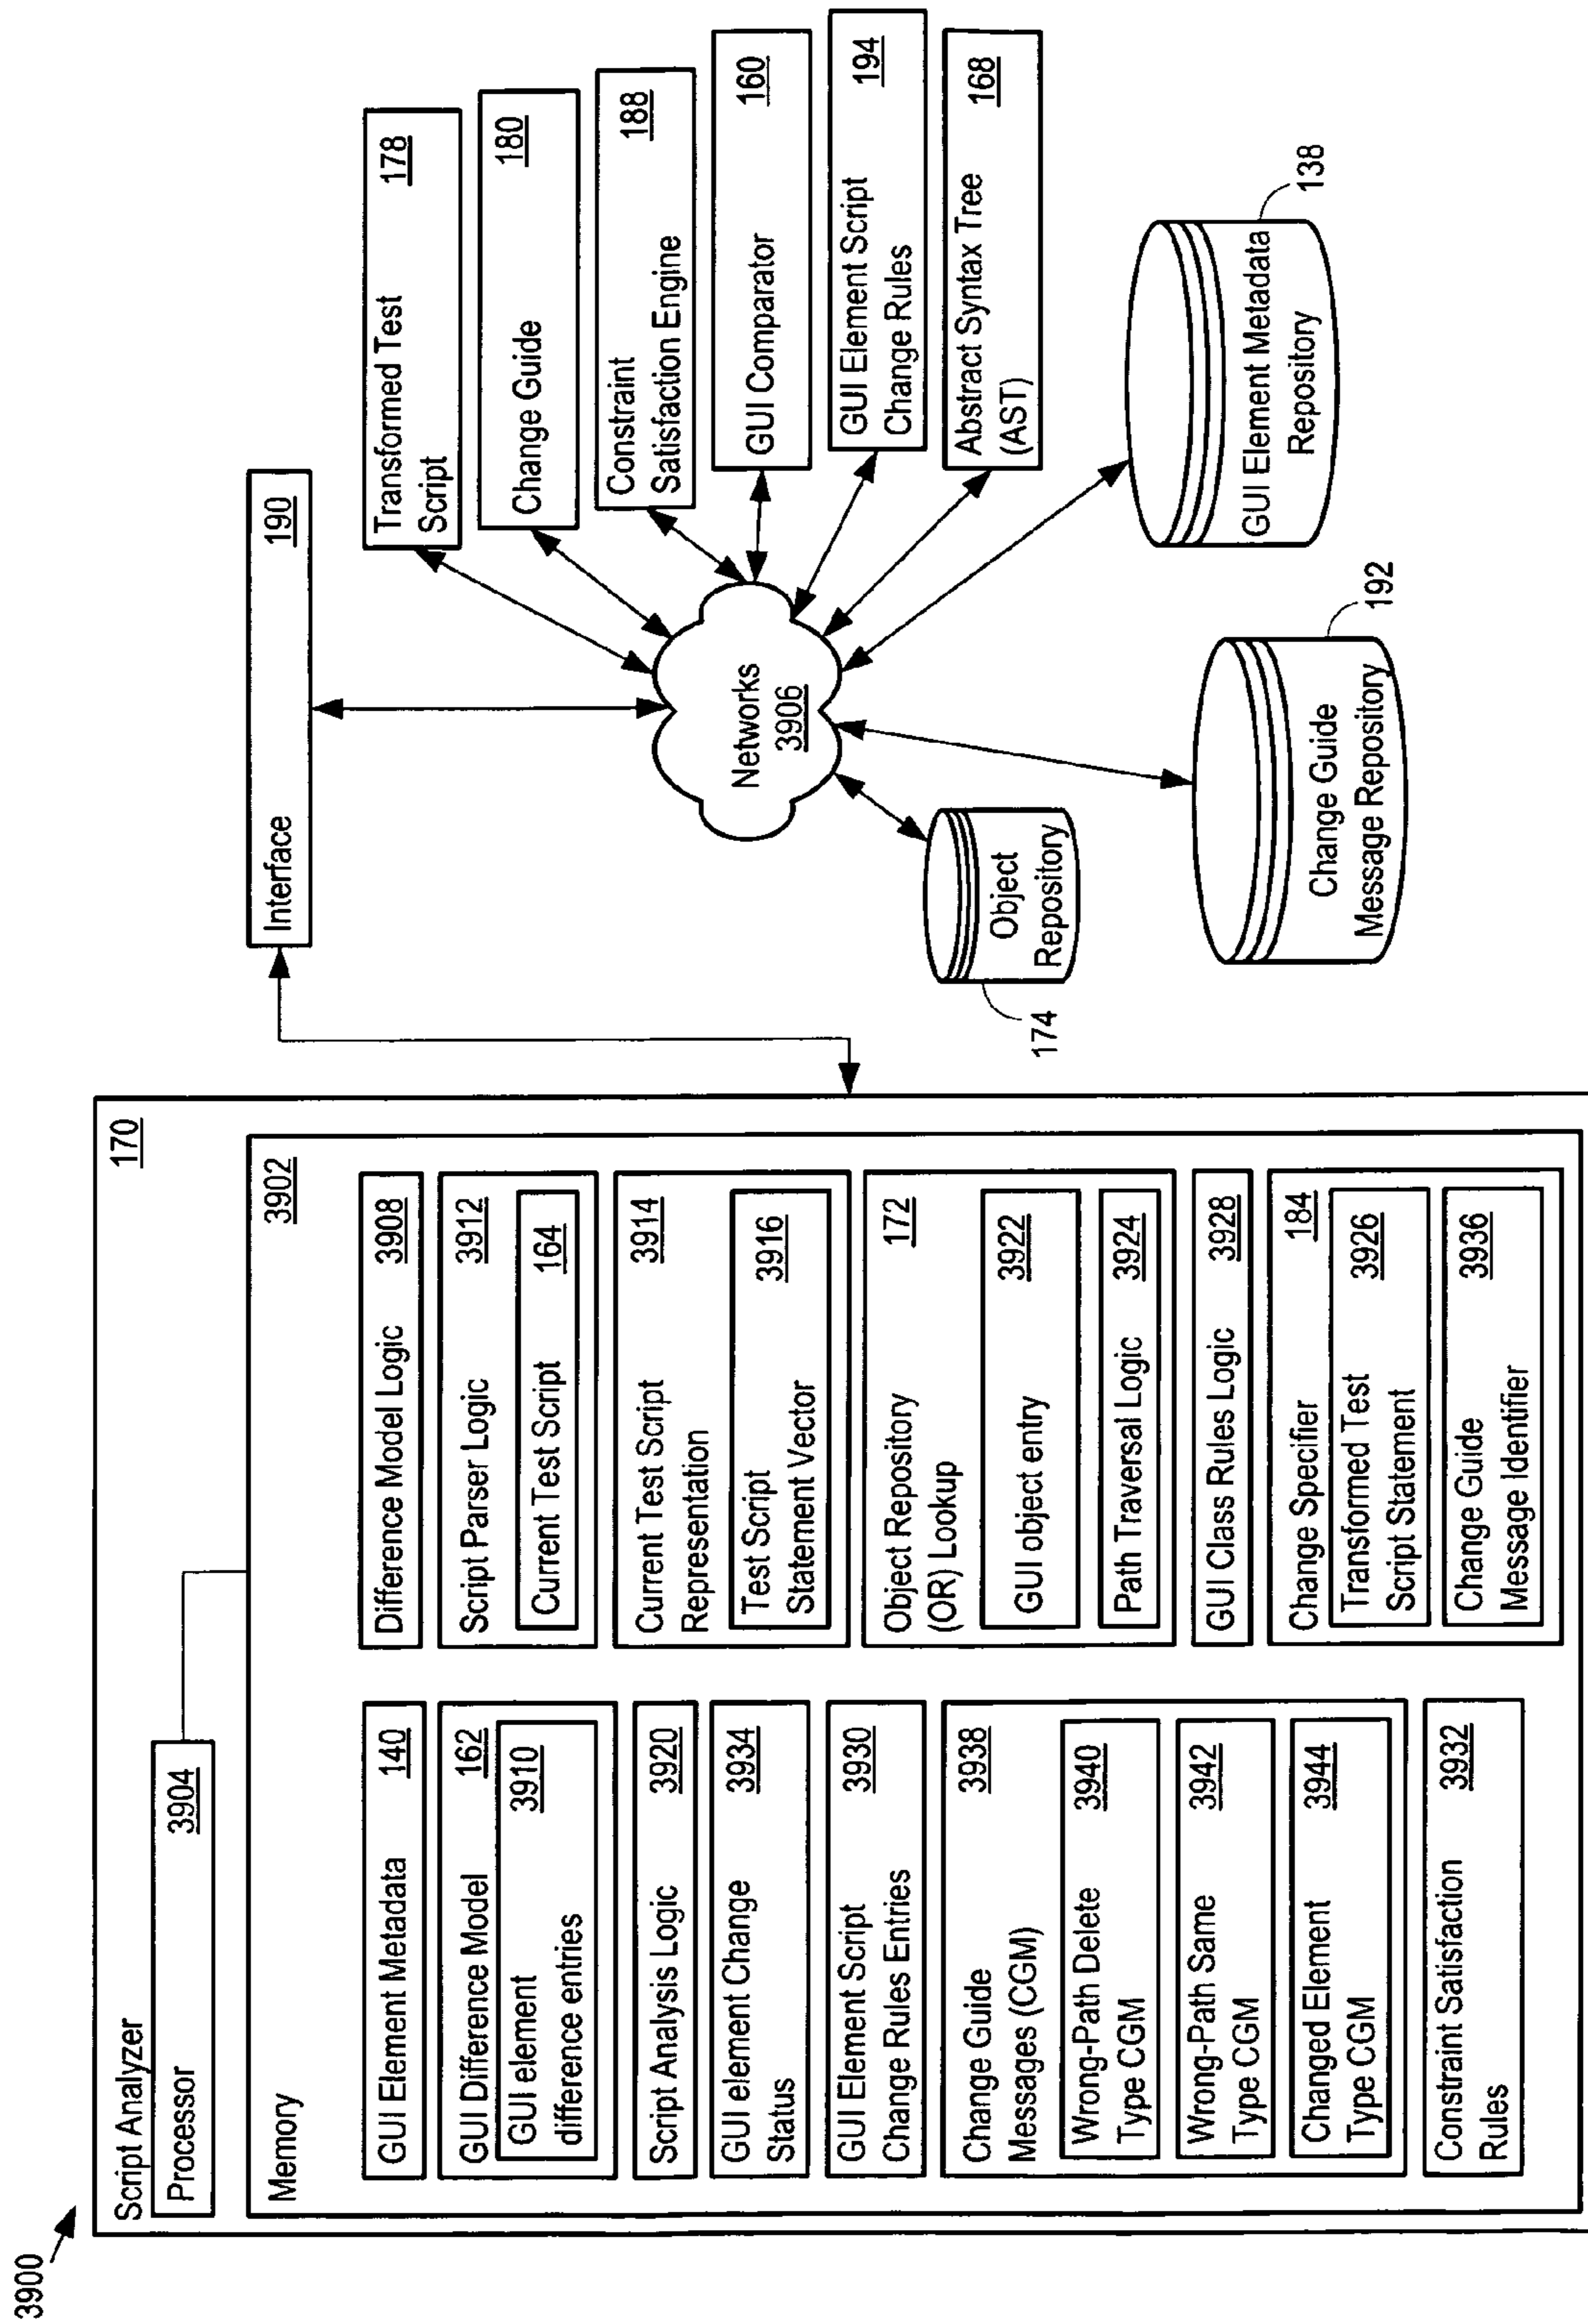 3900
Script Analyzer 170
Processor 3904
Memory 3902
GUI Element Metadata 140
GUI Difference Model 162
GUI element 3910
difference entries
Script Analysis Logic 3920
GUI element Change 3934
Status
GUI Element Script 3930
Change Rules Entries
Change Guide 3938
Messages (CGM)
Wrong-Path Delete 3940
Type CGM
Wrong-Path Same 3942
Type CGM
Changed Element 3944
Type CGM
Constraint Satisfaction 3932
Rules
Difference Model Logic 3908
Script Parser Logic 3912
Current Test Script 164
Current Test Script 3914
Representation
Test Script 3916
Statement Vector
Object Repository 172
(OR) Lookup
GUI object entry 3922
Path Traversal Logic 3924
GUI Class Rules Logic 3928
Change Specifier 184
Transformed Test 3926
Script Statement
Change Guide 3936
Message Identifier
Interface 190
Networks
3906
Transformed Test 178
Script
Change Guide 180
Constraint 188
Satisfaction Engine
GUI Comparator 160
GUI Element Script 194
Change Rules
Abstract Syntax Tree 168
(AST)
Object
Repository
174
Change Guide
Message Repository
192
GUI Element Metadata
Repository
138